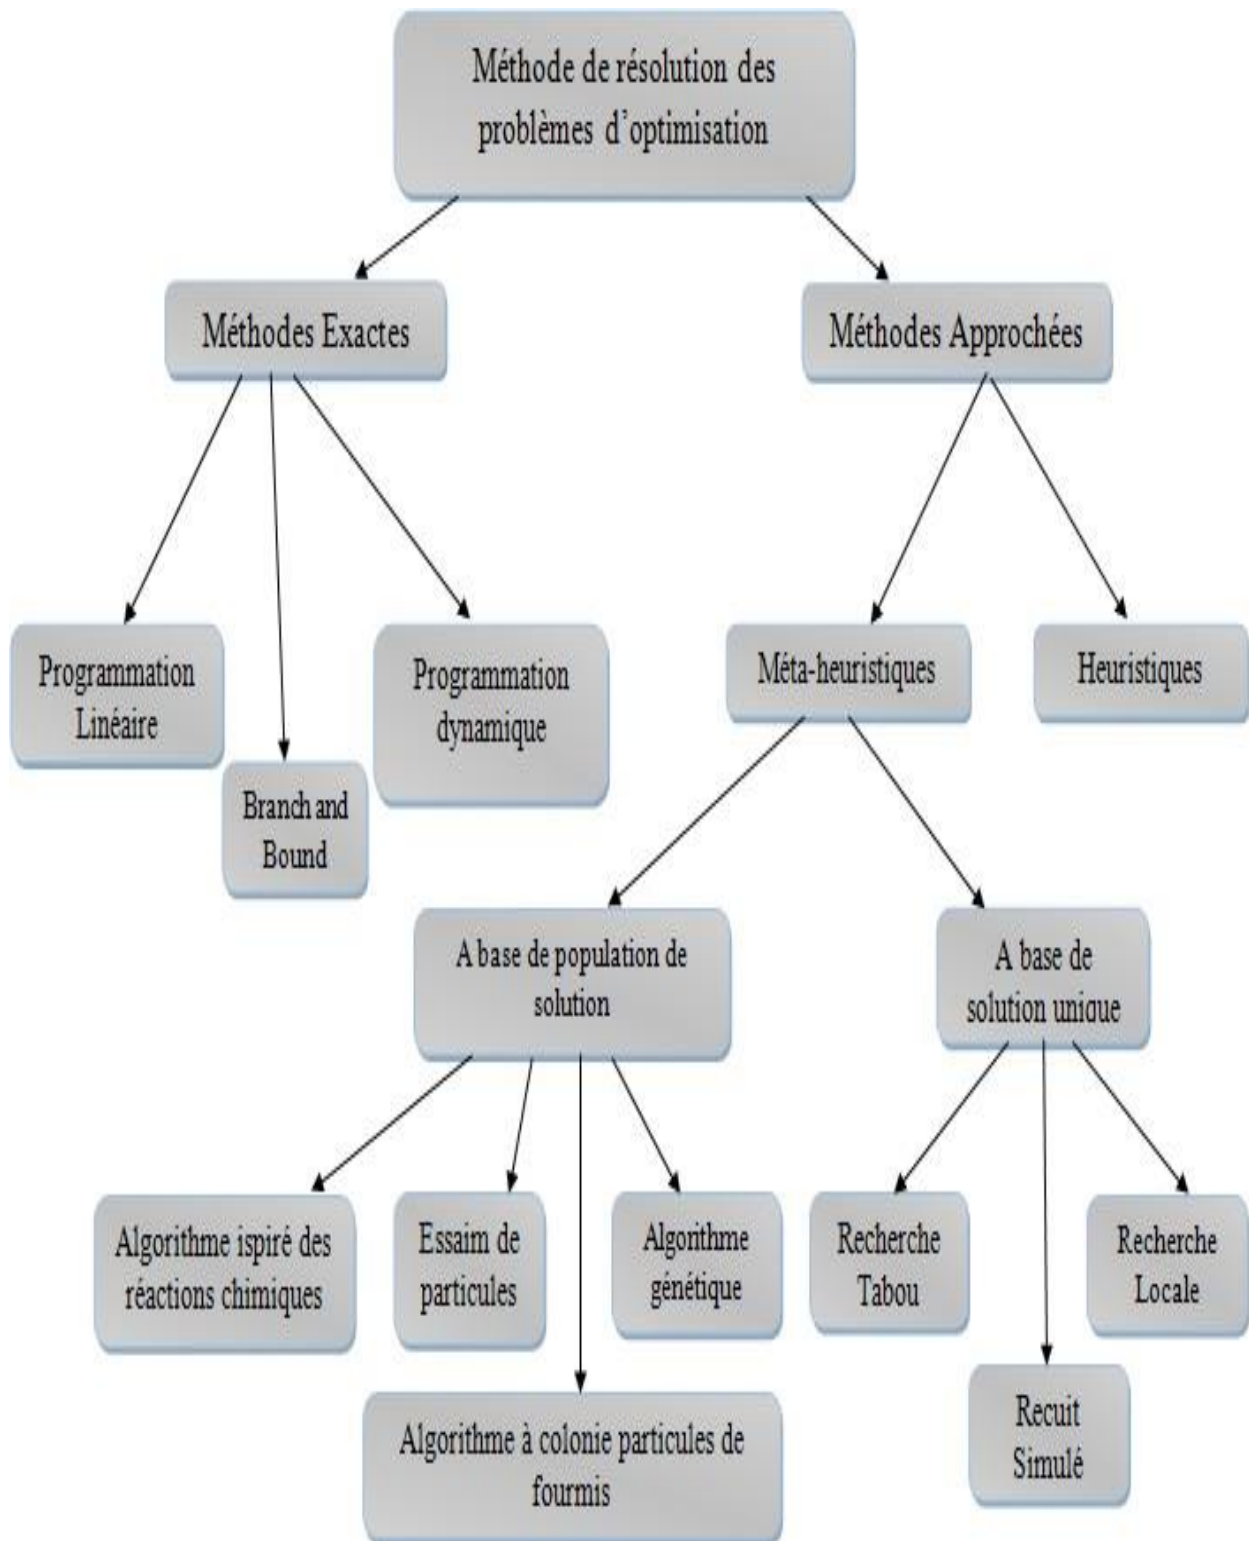 Méthode de résolution des
problèmes d'optimisation
Méthodes Exactes
Méthodes Approchées
Programmation
Linéaire
Branch and
Bound
Programmation
dynamique
Méta-heuristiques
Heuristiques
A base de population de
solution
A base de
solution unique
Algorithme ispiré des
réactions chimiques
Essaim de
particules
Algorithme
génétique
Algorithme à colonie particules de
fourmis
Recherche
Tabou
Recuit
Simulé
Recherche
Locale